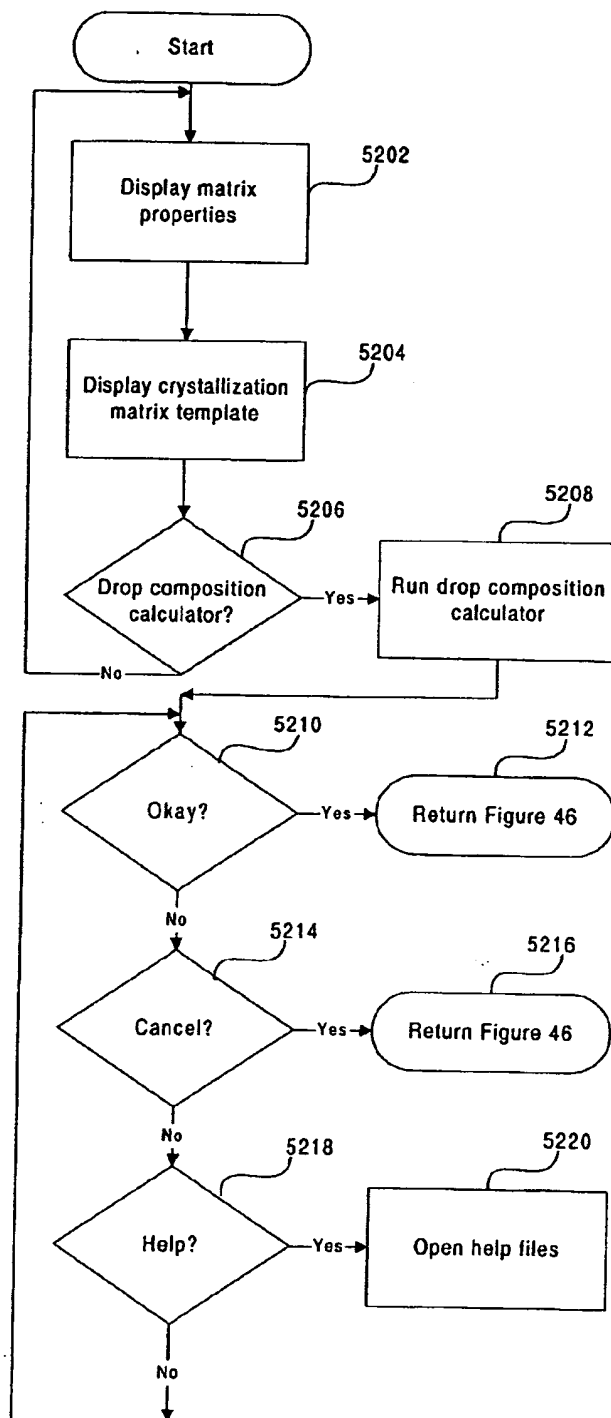 Start
5202
Display matrix
properties
5204
Display crystallization
matrix template
5206
Drop composition
calculator?
Yes
5208
Run drop composition
calculator
No
5210
Okay?
Yes
5212
Return Figure 46
No
5214
Cancel?
Yes
5216
Return Figure 46
No
5218
Help?
Yes
5220
Open help files
No